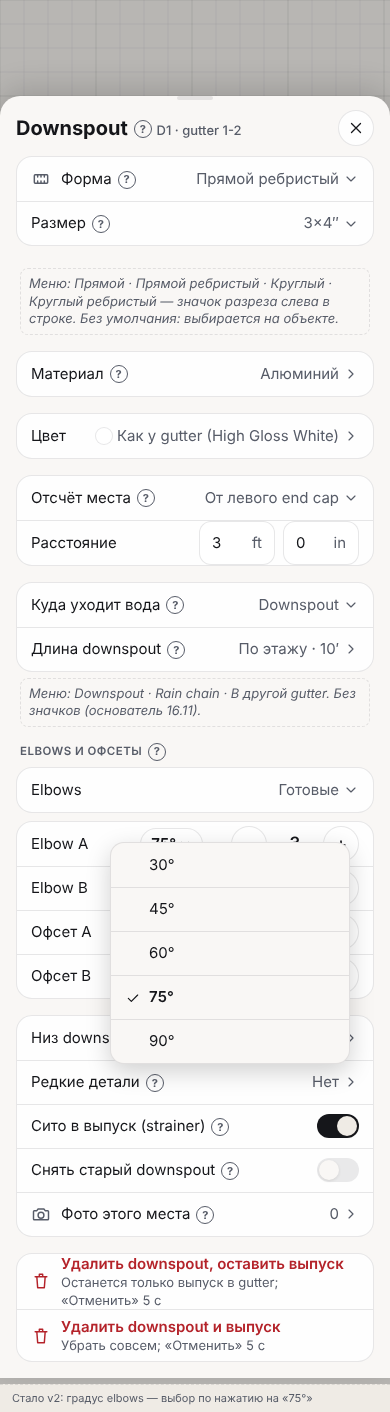 Downspout ? D1 · gutter 1-2
Форма ? Прямой ребристый
Размер ? 3×4″
Меню: Прямой · Прямой ребристый · Круглый ·
Круглый ребристый — значок разреза слева в
строке. Без умолчания: выбирается на объекте.
Материал ? Алюминий
Цвет Как у gutter (High Gloss White)
Отсчёт места ? От левого end cap
Расстояние 3 ft 0 in
Куда уходит вода ? Downspout
Длина downspout ? По этажу · 10′
Меню: Downspout · Rain chain · В другой gutter. Без
значков (основатель 16.11).
ELBOWS И ОФСЕТЫ ?
Elbows Готовые
Elbow A
Elbow B
Офсет A
Офсет B
30°
45°
60°
75°
90°
Низ downs
Редкие детали ? Нет
Сито в выпуск (strainer) ?
Снять старый downspout ?
Фото этого места ? 0
Удалить downspout, оставить выпуск
Останется только выпуск в gutter;
«Отменить» 5 с
Удалить downspout и выпуск
Убрать совсем; «Отменить» 5 с
Стало v2: градус elbows — выбор по нажатию на «75°»